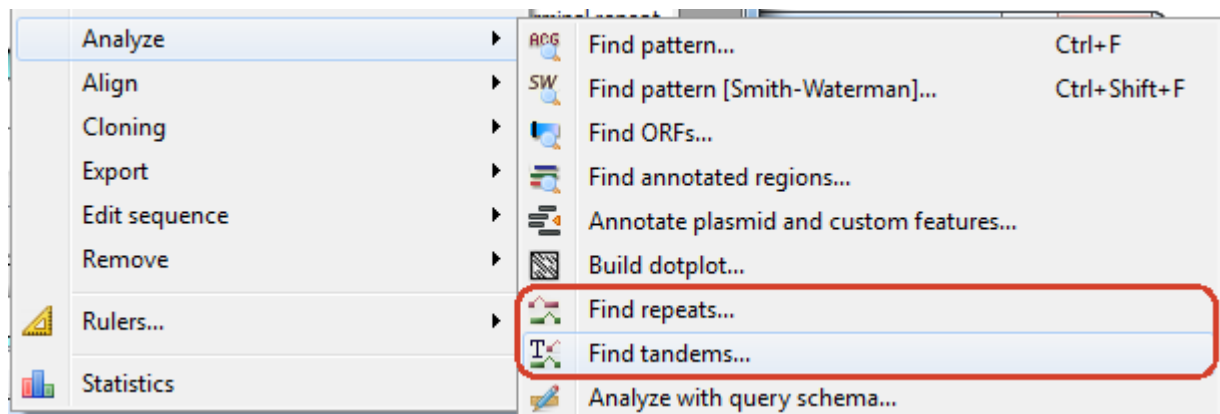 Analyze
Align
Cloning
Export
Edit sequence
Remove
Rulers...
Statistics
ACG Find pattern... Ctrl+F
SW Find pattern [Smith-Waterman]... Ctrl+Shift+F
Find ORFs...
Find annotated regions...
Annotate plasmid and custom features...
Build dotplot...
Find repeats...
T Find tandems...
Analyze with query schema...